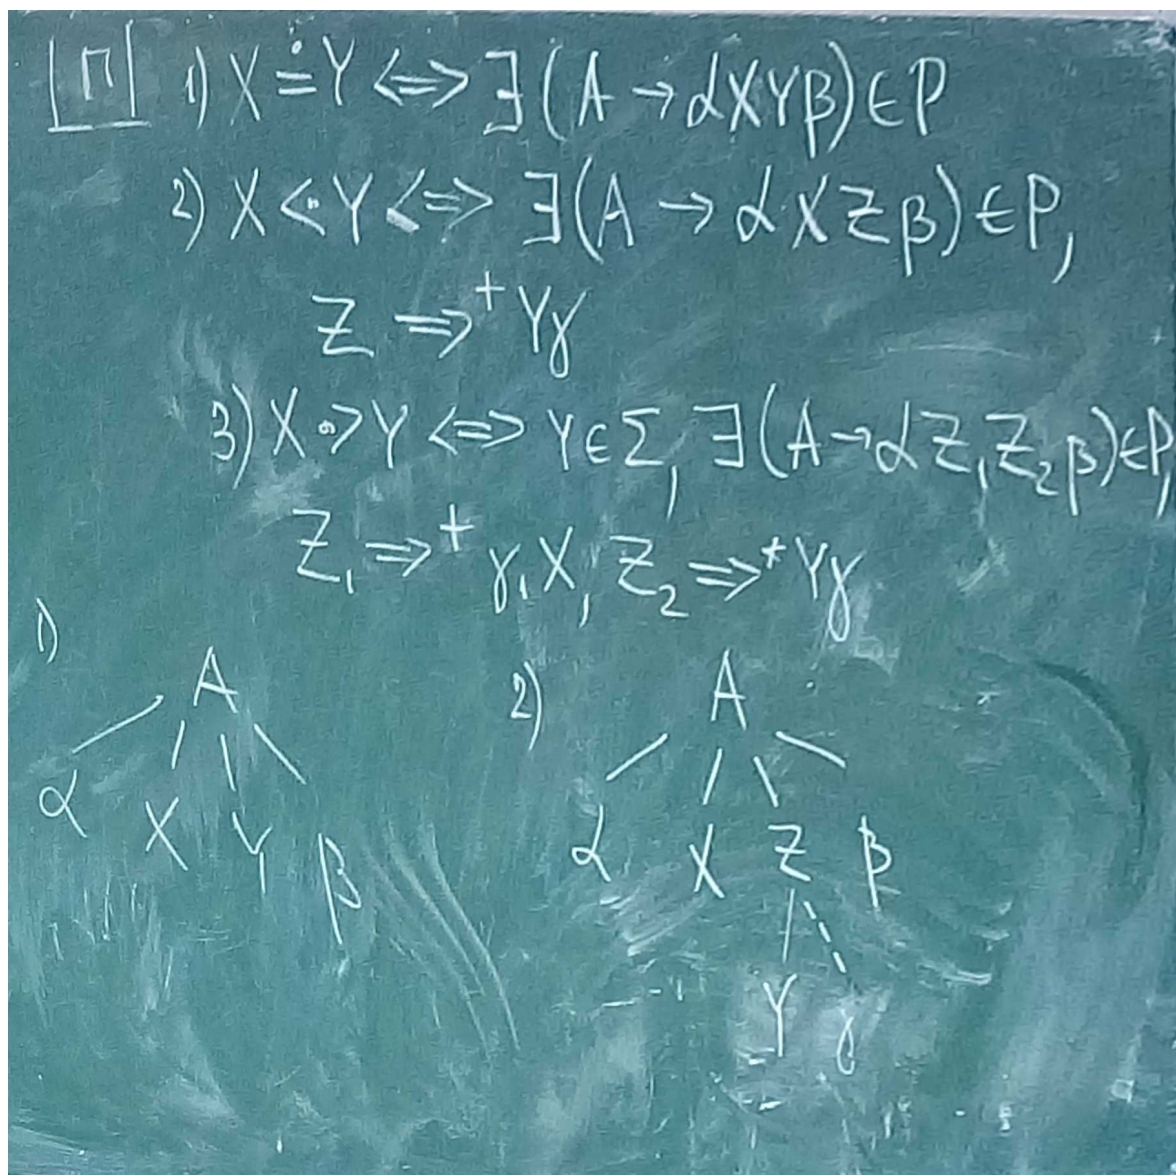 П 1) X ≐ Y <=> ∃(A → αXYβ) ∈ P
2) X <· Y <=> ∃(A → αXZβ) ∈ P,
Z =>⁺ Yγ
3) X ·> Y <=> Y ∈ Σ, ∃(A → αZ₁Z₂β) ∈ P,
Z₁ =>⁺ γ₁X, Z₂ =>* Yγ
1) A
α X Y β
2) A
α X Z β
Y γ